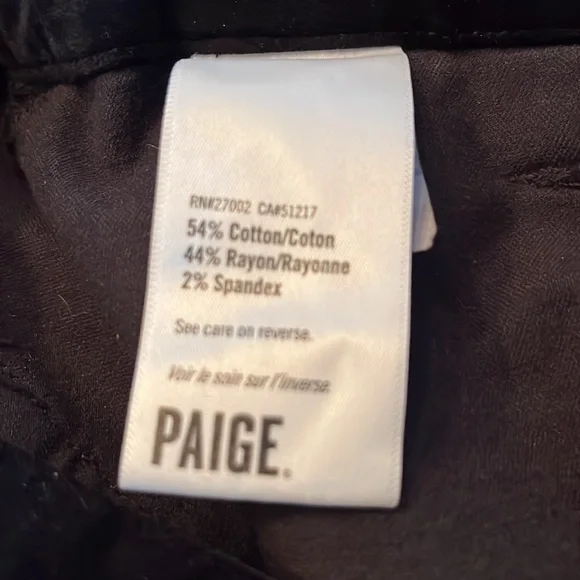 RN#27002 CA#51217
54% Cotton/Coton
44% Rayon/Rayonne
2% Spandex
See care on reverse.
Voir le soin sur l'inverse.
PAIGE.